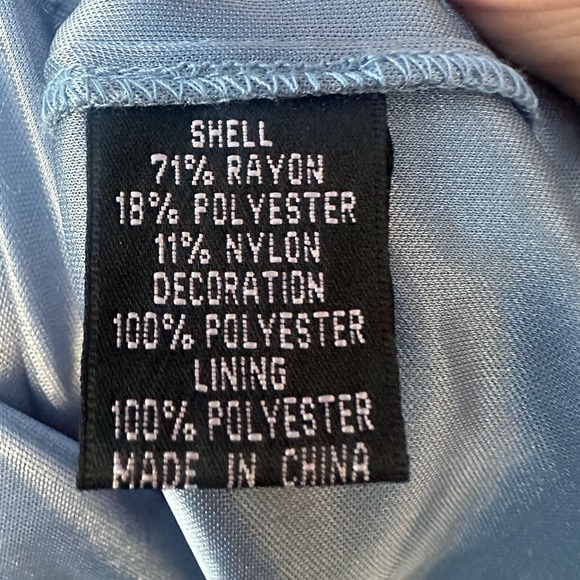 SHELL
71% RAYON
18% POLYESTER
11% NYLON
DECORATION
100% POLYESTER
LINING
100% POLYESTER
MADE IN CHINA